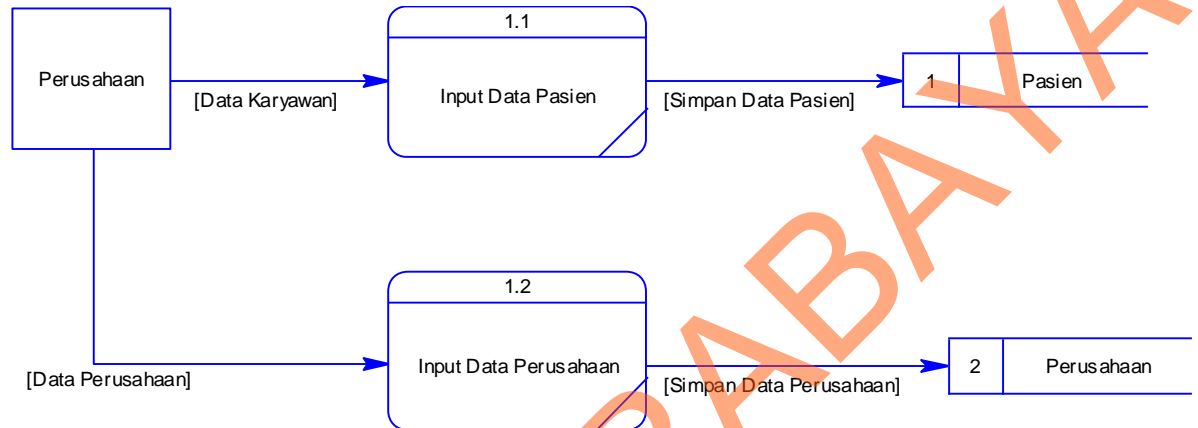 1.1
Perusahaan
Input Data Pasien
1 Pasien
[Data Karyawan]
[Simpan Data Pasien]
1.2
Input Data Perusahaan
2 Perusahaan
[Data Perusahaan]
[Simpan Data Perusahaan]
ABAYA